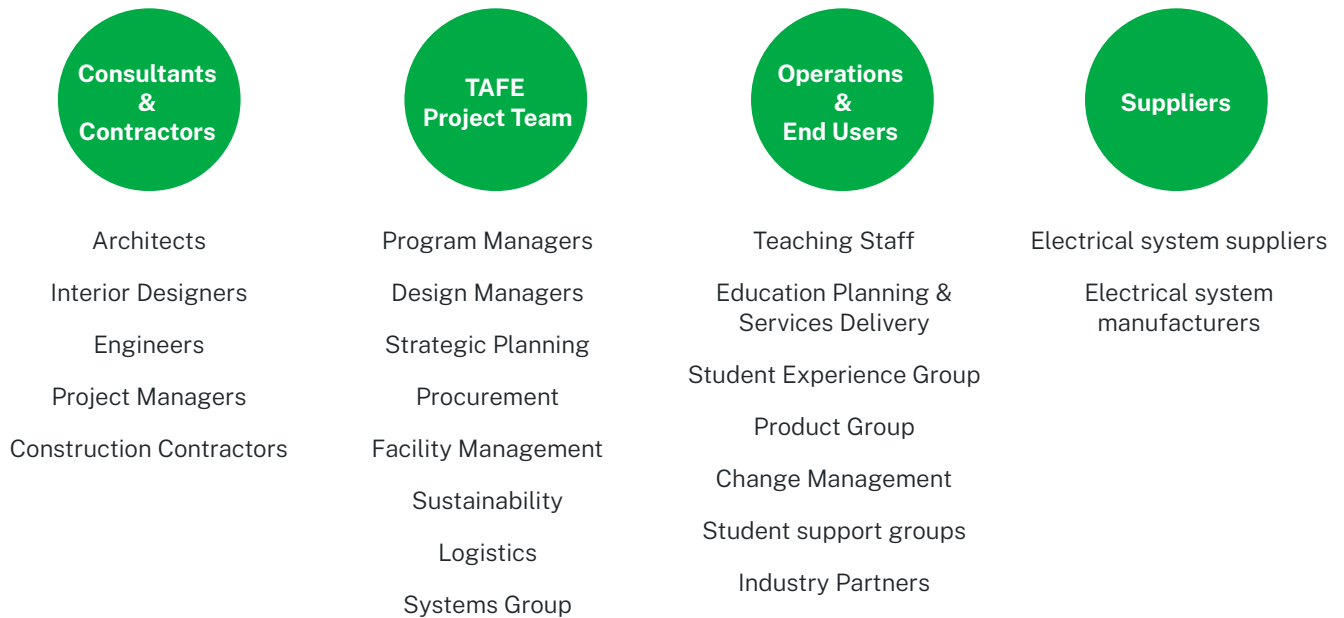 Consultants
&
Contractors
Architects
Interior Designers
Engineers
Project Managers
Construction Contractors
TAFE
Project Team
Program Managers
Design Managers
Strategic Planning
Procurement
Facility Management
Sustainability
Logistics
Systems Group
Operations
&
End Users
Teaching Staff
Education Planning &
Services Delivery
Student Experience Group
Product Group
Change Management
Student support groups
Industry Partners
Suppliers
Electrical system suppliers
Electrical system
manufacturers